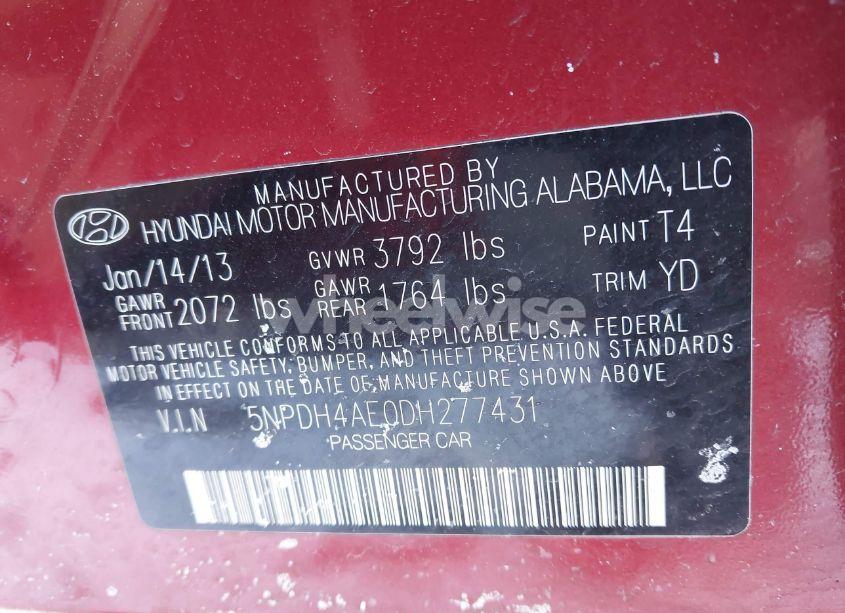 MANUFACTURED BY
HYUNDAI MOTOR MANUFACTURING ALABAMA, LLC
Jan/14/13 GVWR 3792 lbs PAINT T4
GAWR FRONT 2072 lbs GAWR REAR 1764 lbs TRIM YD
THIS VEHICLE CONFORMS TO ALL APPLICABLE U.S.A. FEDERAL
MOTOR VEHICLE SAFETY, BUMPER, AND THEFT PREVENTION STANDARDS
IN EFFECT ON THE DATE OF MANUFACTURE SHOWN ABOVE
V.I.N 5NPDH4AE0DH277431
PASSENGER CAR
wheelwise